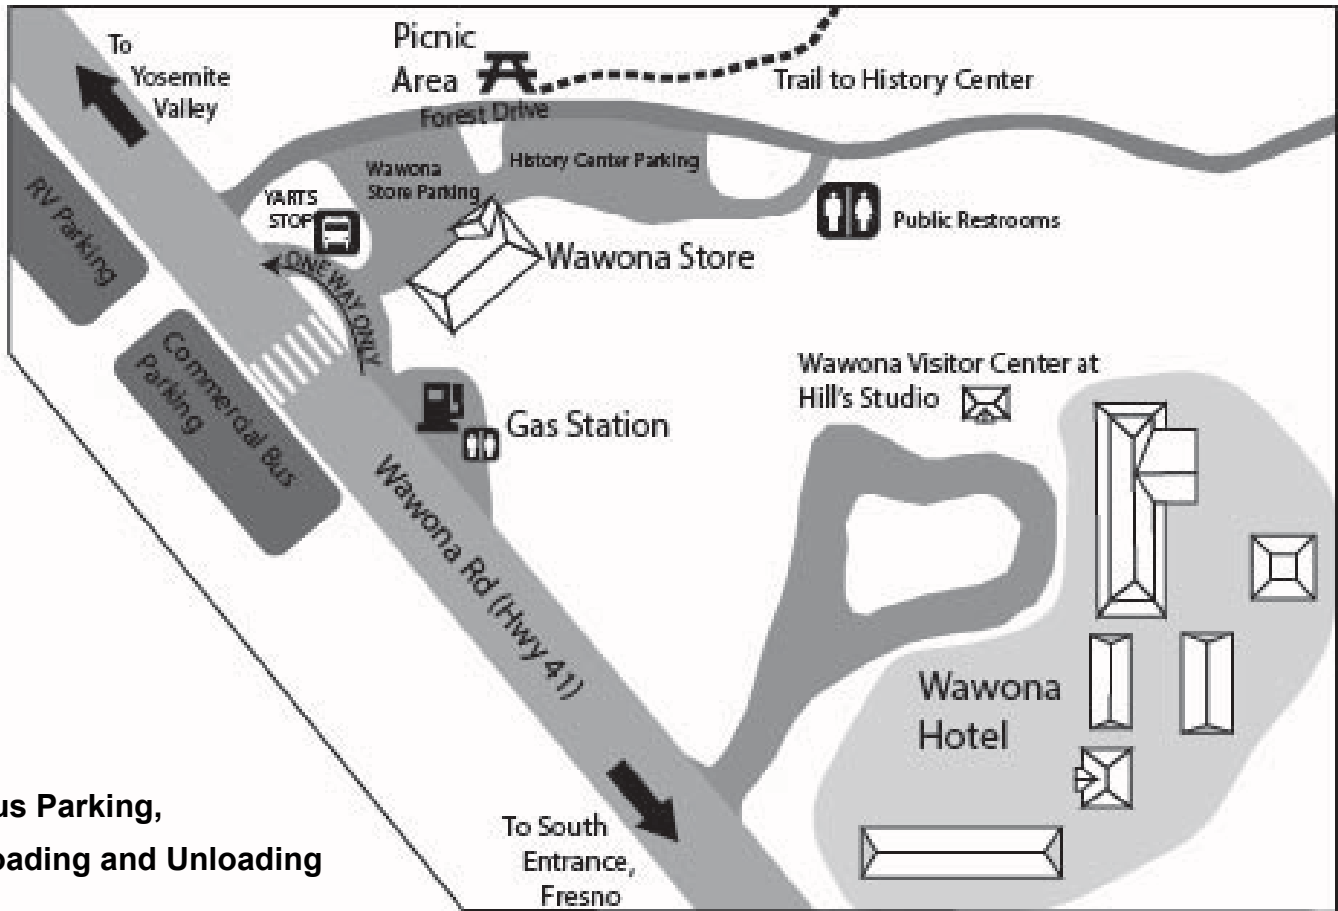 To
Yosemite
Valley
Picnic
Area
Trail to History Center
Forest Drive
Wawona
Store Parking
History Center Parking
YARTS
STOP
Public Restrooms
RV Parking
ONE WAY ONLY
Wawona Store
Commercial Bus
Parking
Wawona Visitor Center at
Hill's Studio
Gas Station
Wawona Rd (Hwy 41)
Wawona
Hotel
us Parking,
oading and Unloading
To South
Entrance,
Fresno